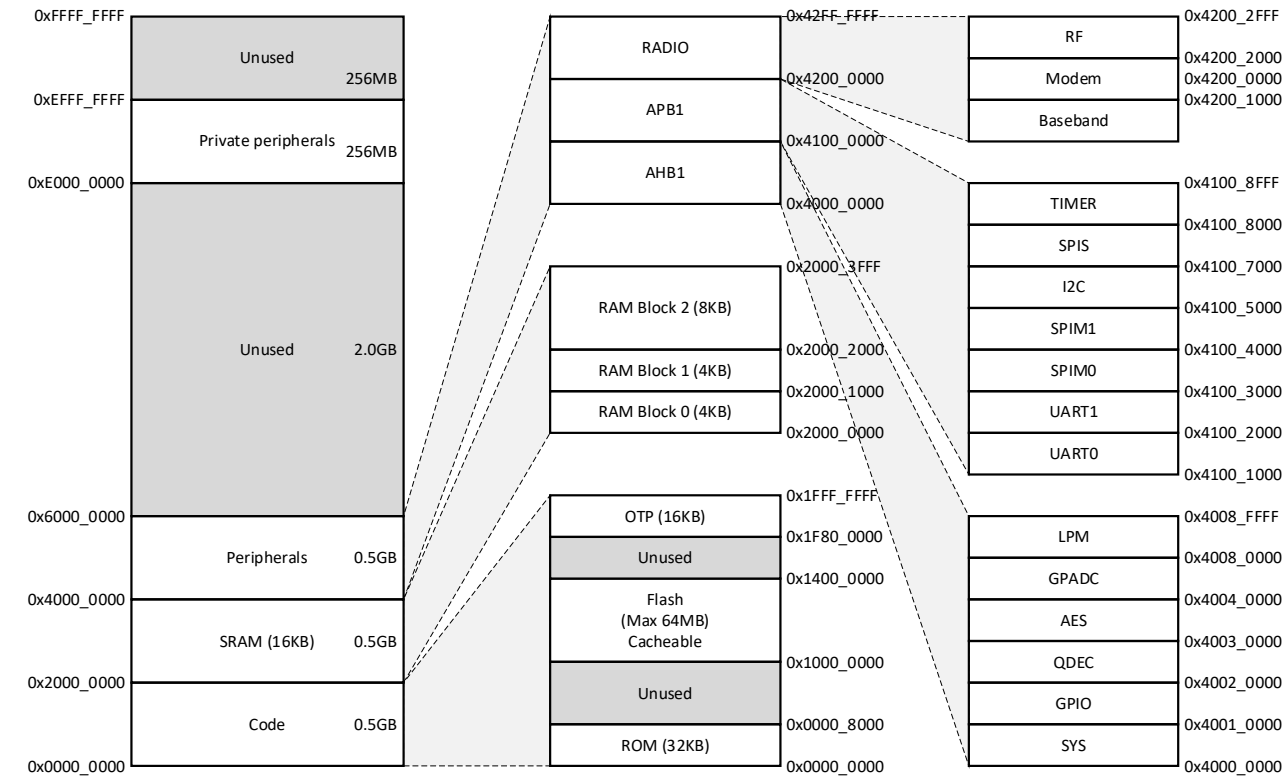 0xFFFF_FFFF
Unused
256MB
0xEFFF_FFFF
Private peripherals
256MB
0xE000_0000
Unused 2.0GB
0x6000_0000
Peripherals 0.5GB
0x4000_0000
SRAM (16KB) 0.5GB
0x2000_0000
Code 0.5GB
0x0000_0000
0x42FF_FFFF
RADIO
0x4200_0000
APB1
0x4100_0000
AHB1
0x4000_0000
0x2000_3FFF
RAM Block 2 (8KB)
0x2000_2000
RAM Block 1 (4KB)
0x2000_1000
RAM Block 0 (4KB)
0x2000_0000
0x1FFF_FFFF
OTP (16KB)
0x1F80_0000
Unused
0x1400_0000
Flash
(Max 64MB)
Cacheable
0x1000_0000
Unused
0x0000_8000
ROM (32KB)
0x0000_0000
0x4200_2FFF
RF
0x4200_2000
Modem
0x4200_0000
0x4200_1000
Baseband
0x4100_8FFF
TIMER
0x4100_8000
SPIS
0x4100_7000
I2C
0x4100_5000
SPIM1
0x4100_4000
SPIM0
0x4100_3000
UART1
0x4100_2000
UART0
0x4100_1000
0x4008_FFFF
LPM
0x4008_0000
GPADC
0x4004_0000
AES
0x4003_0000
QDEC
0x4002_0000
GPIO
0x4001_0000
SYS
0x4000_0000